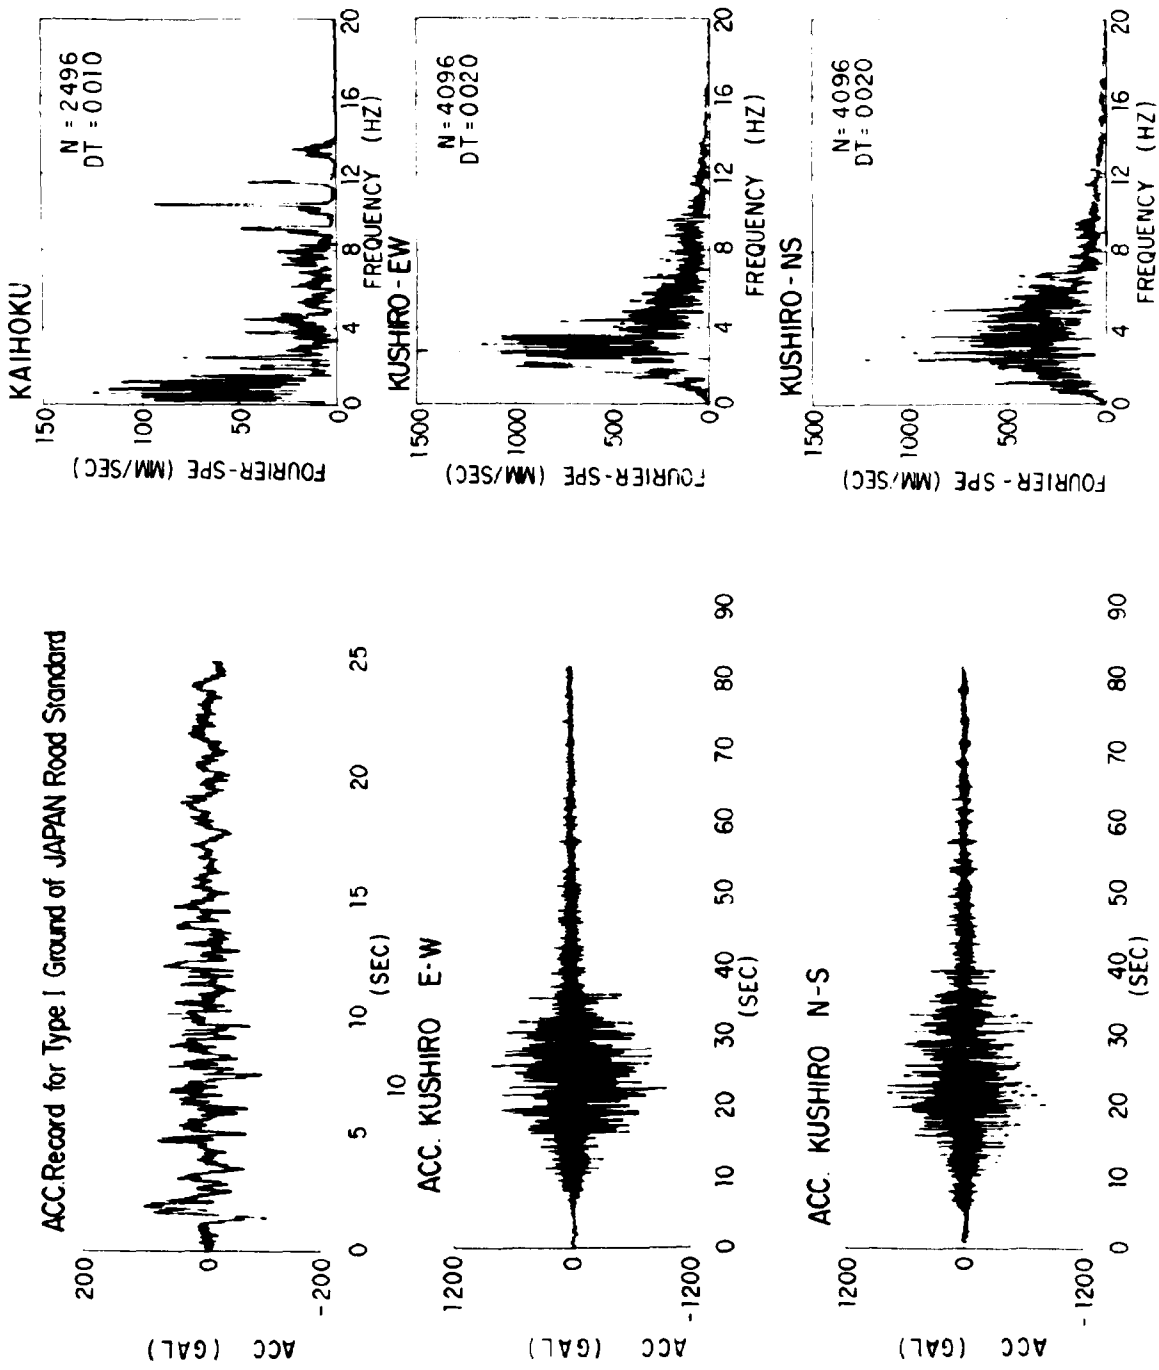 ACC.Record for Type I Ground of JAPAN Road Standard
200
0
-200
ACC
(GAL)
0
5
10
15
20
25
(SEC)
10
KAIHOKU
150
100
50
0
FOURIER-SPE (MM/SEC)
N = 2496
DT = 0010
0
4
8
12
16
20
FREQUENCY (HZ)
ACC. KUSHIRO E-W
1200
0
-1200
ACC
(GAL)
0
10
20
30
40
50
60
70
80
90
(SEC)
KUSHIRO-EW
1500
1000
500
0
FOURIER-SPE (MM/SEC)
N = 4096
DT = 0020
0
4
8
12
16
20
FREQUENCY (HZ)
ACC. KUSHIRO N-S
1200
0
-1200
ACC
(GAL)
0
10
20
30
40
50
60
70
80
90
(SEC)
KUSHIRO-NS
1500
1000
500
0
FOURIER-SPE (MM/SEC)
N = 4096
DT = 0020
0
4
8
12
16
20
FREQUENCY (HZ)